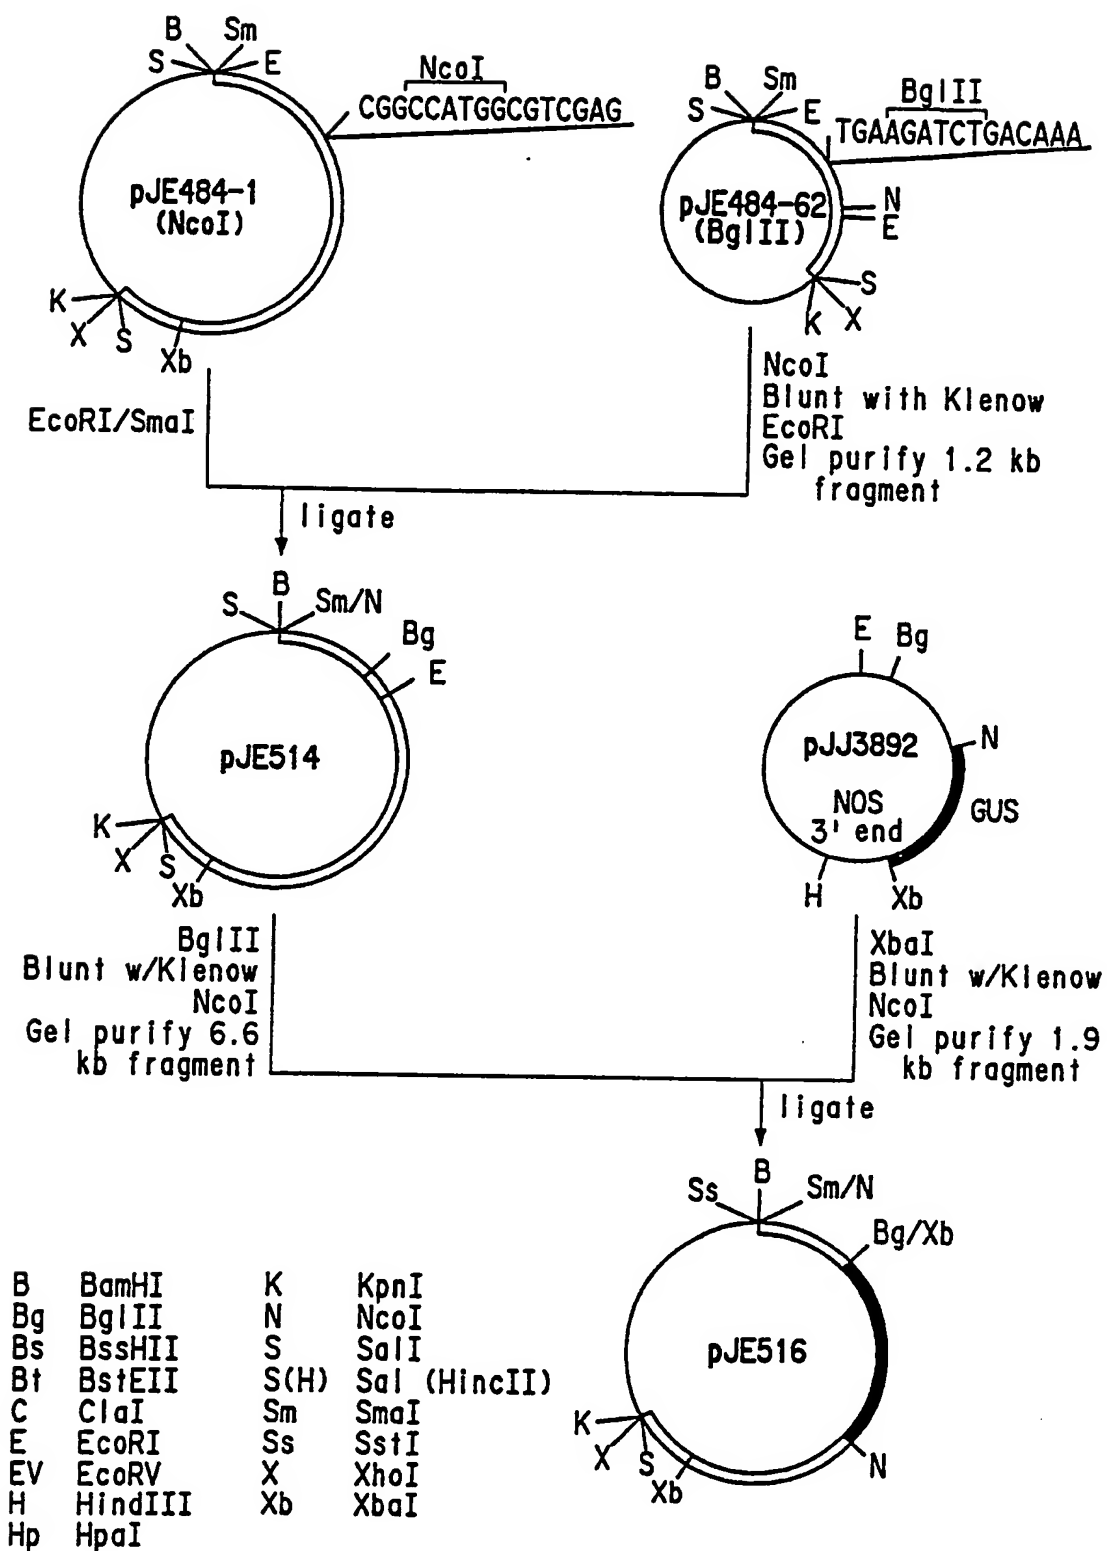 B
Sm
S
E
NcoI
CGGCCATGGCGTCGAG
pJE484-1
(NcoI)
K
X
S
Xb
B
Sm
S
E
BglII
TGAAGATCTGACAAA
pJE484-62
(BglII)
N
E
S
X
K
EcoRI/SmaI
NcoI
Blunt with Klenow
EcoRI
Gel purify 1.2 kb
fragment
ligate
B
S
Sm/N
Bg
E
pJE514
K
X
S
Xb
E
Bg
pJJ3892
N
NOS
3' end
GUS
H
Xb
BglII
Blunt w/Klenow
NcoI
Gel purify 6.6
kb fragment
XbaI
Blunt w/Klenow
NcoI
Gel purify 1.9
kb fragment
ligate
B
Ss
Sm/N
Bg/Xb
pJE516
K
X
S
Xb
N
B BamHI K KpnI
Bg BglII N NcoI
Bs BssHII S SalI
Bt BstEII S(H) Sal (HincII)
C ClaI Sm SmaI
E EcoRI Ss SstI
EV EcoRV X XhoI
H HindIII Xb XbaI
Hp HpaI